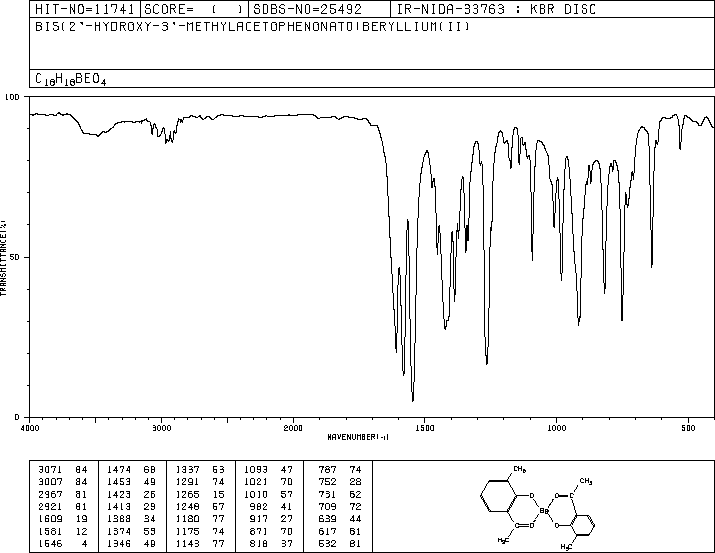 HIT-NO=11741 SCORE= ( ) SDBS-NO=25492 IR-NIDA-33763 : KBR DISC
BIS(2'-HYDROXY-3'-METHYLACETOPHENONATO)BERYLLIUM(II)
C18H18BEO4
100
50
0
TRANSMITTANCE(%)
4000 3000 2000 1500 1000 500
WAVENUMBER(-1)
3071 84 1474 68 1337 53 1093 47 787 74
3007 84 1453 49 1291 74 1021 70 752 28
2967 81 1423 26 1265 15 1010 57 731 62
2921 81 1413 29 1248 57 982 41 709 72
1609 19 1388 34 1180 77 917 27 639 44
1581 12 1374 53 1175 74 871 70 617 81
1546 4 1346 49 1143 77 818 37 532 81
CH3
CH3
O
O
Be
O
O
C
C
CH3
H3C